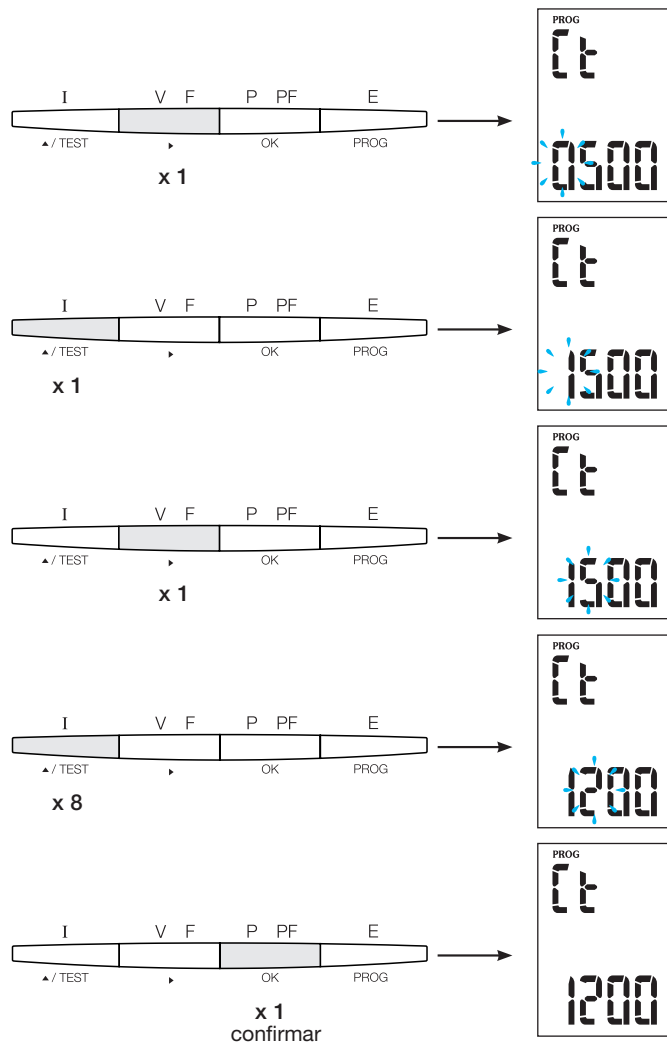 PROG
Ct
I V F P PF E
▲ / TEST ▶ OK PROG
x 1
0500
PROG
Ct
I V F P PF E
▲ / TEST ▶ OK PROG
x 1
1500
PROG
Ct
I V F P PF E
▲ / TEST ▶ OK PROG
x 1
1500
PROG
Ct
I V F P PF E
▲ / TEST ▶ OK PROG
x 8
1200
PROG
Ct
I V F P PF E
▲ / TEST ▶ OK PROG
x 1
confirmar
1200